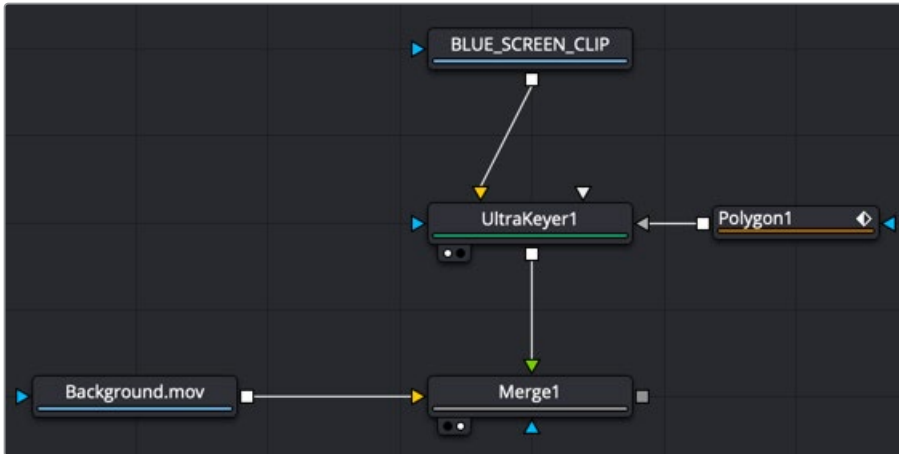 BLUE_SCREEN_CLIP
UltraKeyer1
Polygon1
Background.mov
Merge1